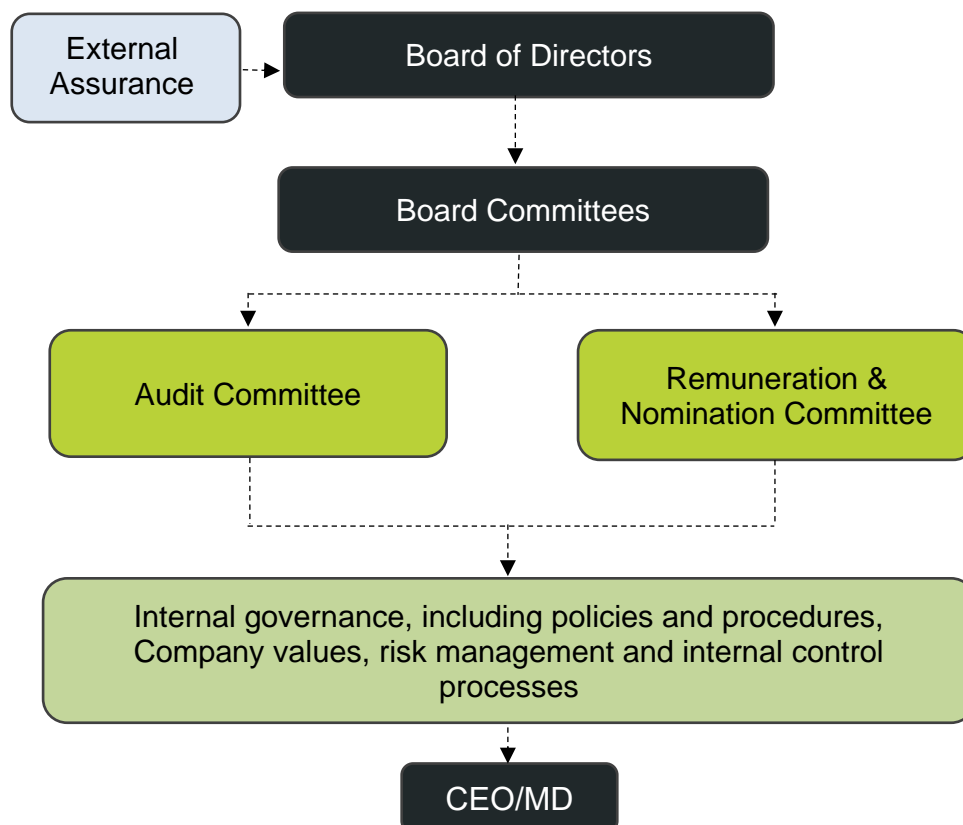 External
Assurance
Board of Directors
Board Committees
Audit Committee
Remuneration &
Nomination Committee
Internal governance, including policies and procedures,
Company values, risk management and internal control
processes
CEO/MD